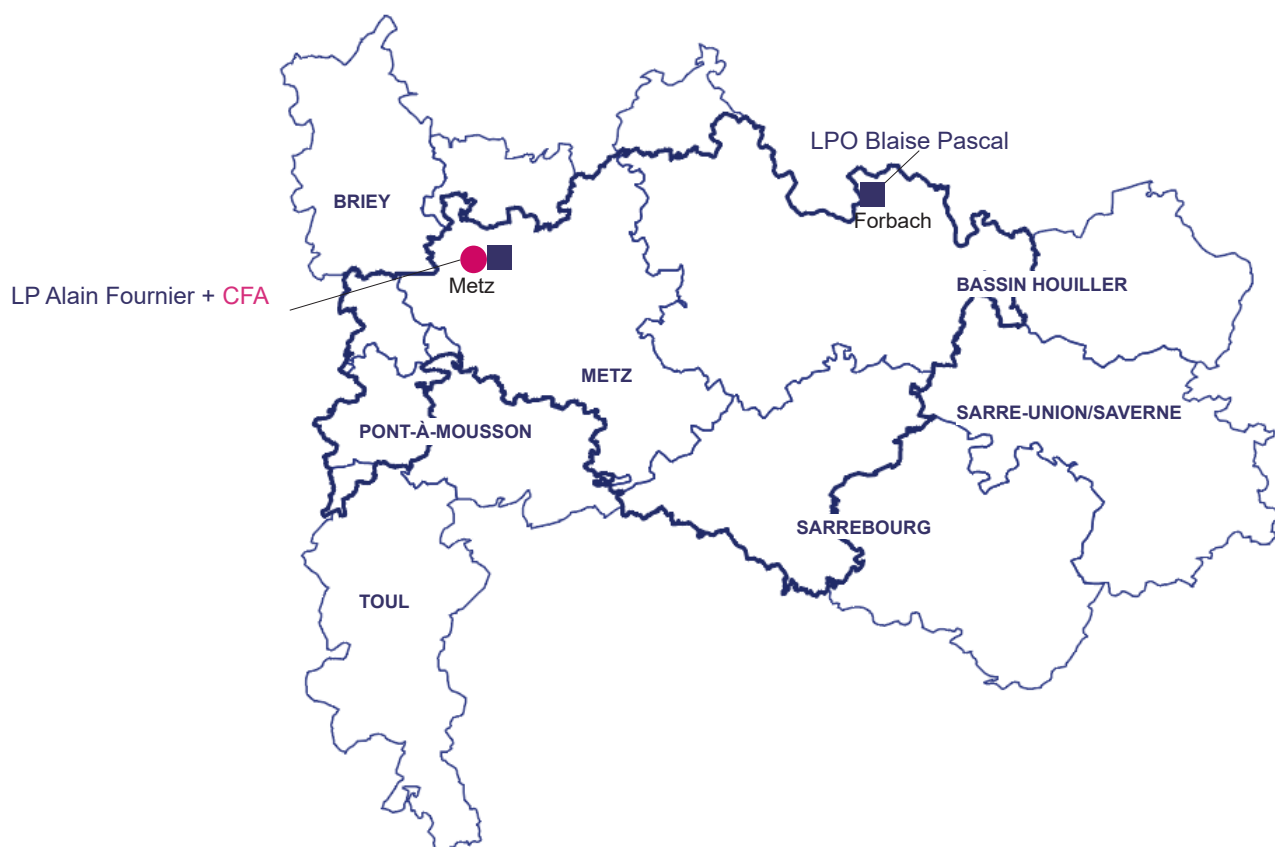 LPO Blaise Pascal
BRIEY
Forbach
Metz
BASSIN HOUILLER
LP Alain Fournier + CFA
METZ
SARRE-UNION/SAVERNE
PONT-À-MOUSSON
SARREBOURG
TOUL